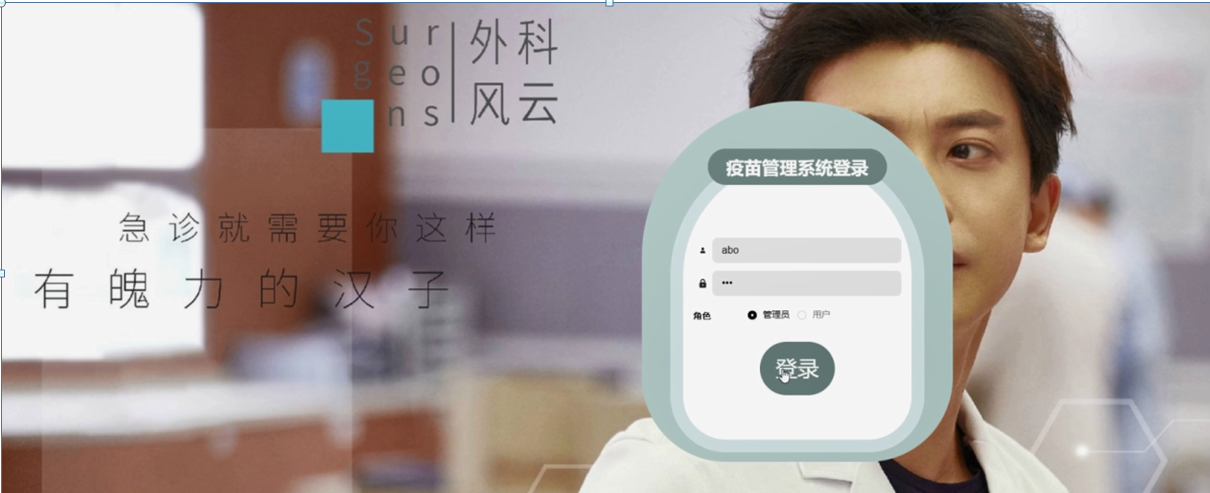 Sur
geo
ns
外科
风云
急诊就需要你这样
有魄力的汉子
疫苗管理系统登录
abo
•••
角色 管理员 用户
登录